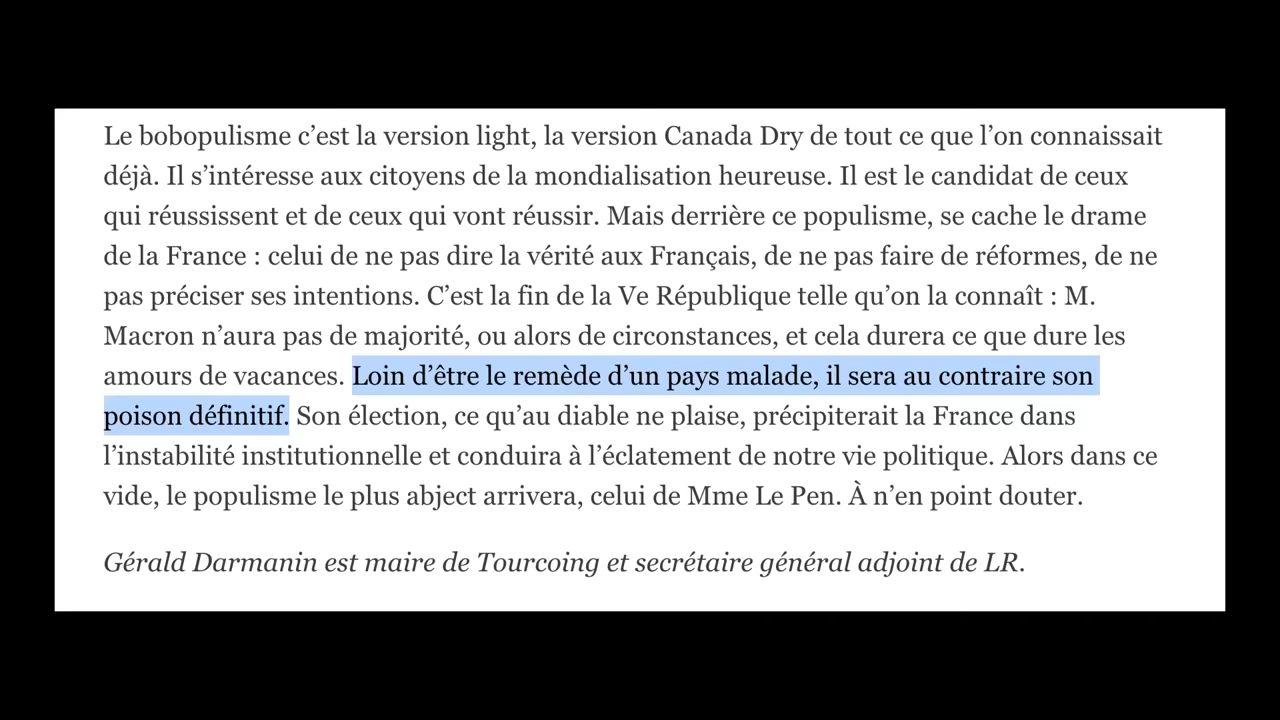 Le bobopulisme c’est la version light, la version Canada Dry de tout ce que l’on connaissait
déjà. Il s’intéresse aux citoyens de la mondialisation heureuse. Il est le candidat de ceux
qui réussissent et de ceux qui vont réussir. Mais derrière ce populisme, se cache le drame
de la France : celui de ne pas dire la vérité aux Français, de ne pas faire de réformes, de ne
pas préciser ses intentions. C’est la fin de la Ve République telle qu’on la connaît : M.
Macron n’aura pas de majorité, ou alors de circonstances, et cela durera ce que dure les
amours de vacances. Loin d’être le remède d’un pays malade, il sera au contraire son
poison définitif. Son élection, ce qu’au diable ne plaise, précipiterait la France dans
l’instabilité institutionnelle et conduira à l’éclatement de notre vie politique. Alors dans ce
vide, le populisme le plus abject arrivera, celui de Mme Le Pen. À n’en point douter.
Gérald Darmanin est maire de Tourcoing et secrétaire général adjoint de LR.